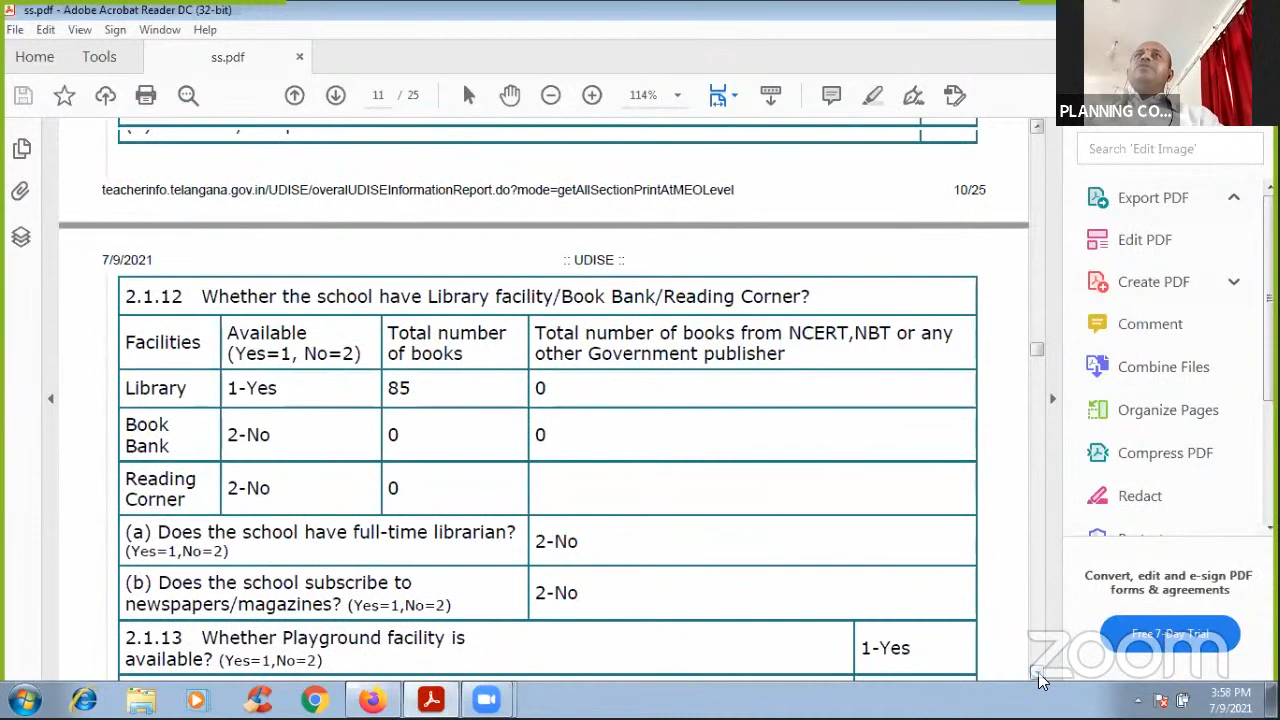 ss.pdf - Adobe Acrobat Reader DC (32-bit)
File Edit View Sign Window Help
Home Tools ss.pdf ×
11 / 25 114%
PLANNING CO...
Search 'Edit Image'
Export PDF
Edit PDF
Create PDF
Comment
Combine Files
Organize Pages
Compress PDF
Redact
Convert, edit and e-sign PDF
forms & agreements
Free 7-Day Trial
teacherinfo.telangana.gov.in/UDISE/overalUDISEInformationReport.do?mode=getAllSectionPrintAtMEOLevel 10/25
7/9/2021 :: UDISE ::
2.1.12 Whether the school have Library facility/Book Bank/Reading Corner?
Facilities
Available
(Yes=1, No=2)
Total number
of books
Total number of books from NCERT,NBT or any
other Government publisher
Library 1-Yes 85 0
Book
Bank
2-No 0 0
Reading
Corner
2-No 0
(a) Does the school have full-time librarian?
(Yes=1,No=2)
2-No
(b) Does the school subscribe to
newspapers/magazines? (Yes=1,No=2)
2-No
2.1.13 Whether Playground facility is
available? (Yes=1,No=2)
1-Yes
zoom
3:58 PM
7/9/2021